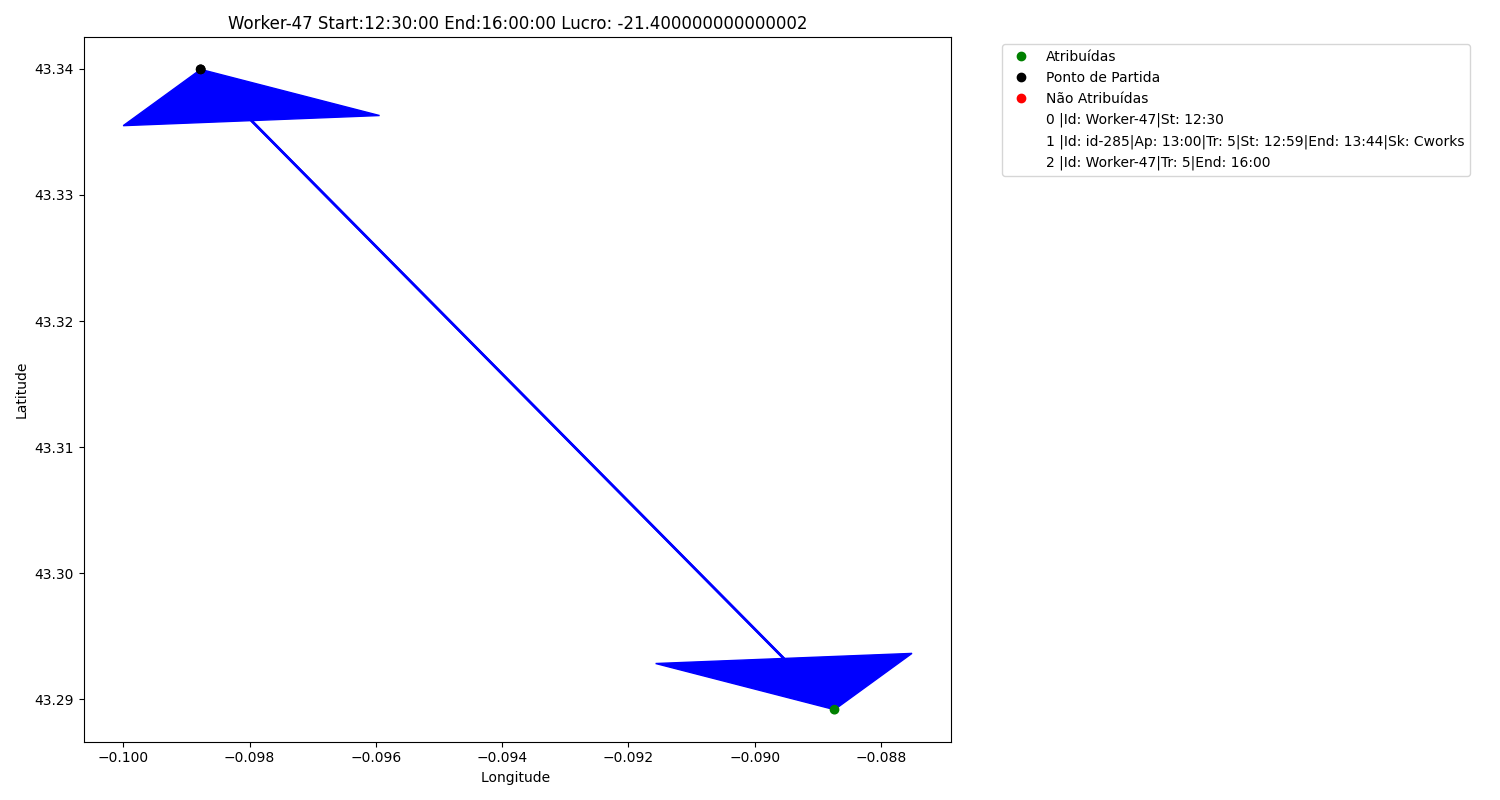 Worker-47 Start:12:30:00 End:16:00:00 Lucro: -21.400000000000002
43.34
43.33
43.32
43.31
43.30
43.29
Latitude
−0.100
−0.098
−0.096
−0.094
−0.092
−0.090
−0.088
Longitude
Atribuídas
Ponto de Partida
Não Atribuídas
0 |Id: Worker-47|St: 12:30
1 |Id: id-285|Ap: 13:00|Tr: 5|St: 12:59|End: 13:44|Sk: Cworks
2 |Id: Worker-47|Tr: 5|End: 16:00